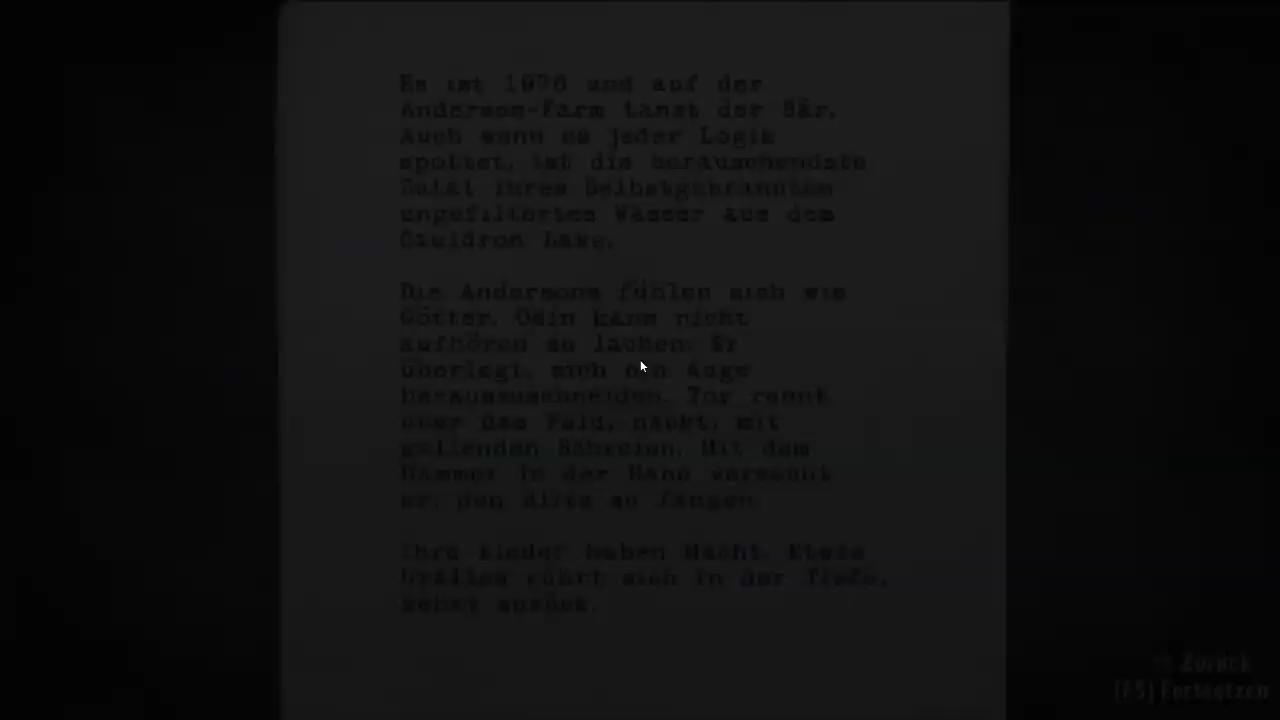 Es ist 1976 und auf der
Anderson-Farm tanzt der Bär.
Auch wenn es jeder Logik
spottet, ist die berauschendste
Zutat ihres Selbstgebrannten
ungefiltertes Wasser aus dem
Cauldron Lake.
Die Andersons fühlen sich wie
Götter. Odin kann nicht
aufhören zu lachen. Er
überlegt, sich ein Auge
herauszuschneiden. Tor rennt
über das Feld, nackt, mit
gellenden Schreien. Mit dem
Hammer in der Hand versucht
er, den Blitz zu fangen.
Ihre Lieder haben Macht. Etwas
Uraltes rührt sich in der Tiefe,
kehrt zurück.
Zurück
[F5] Fortsetzen